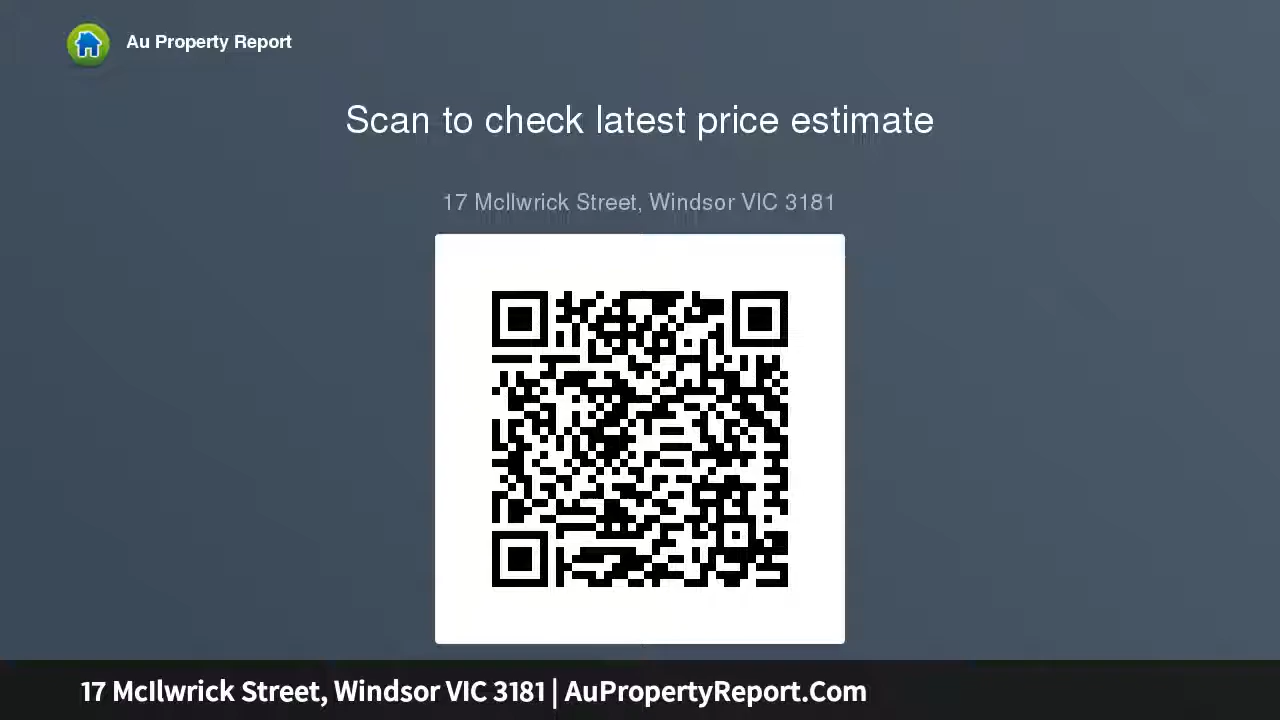 Au Property Report
Scan to check latest price estimate
17 McIlwrick Street, Windsor VIC 3181
17 McIlwrick Street, Windsor VIC 3181 | AuPropertyReport.Com